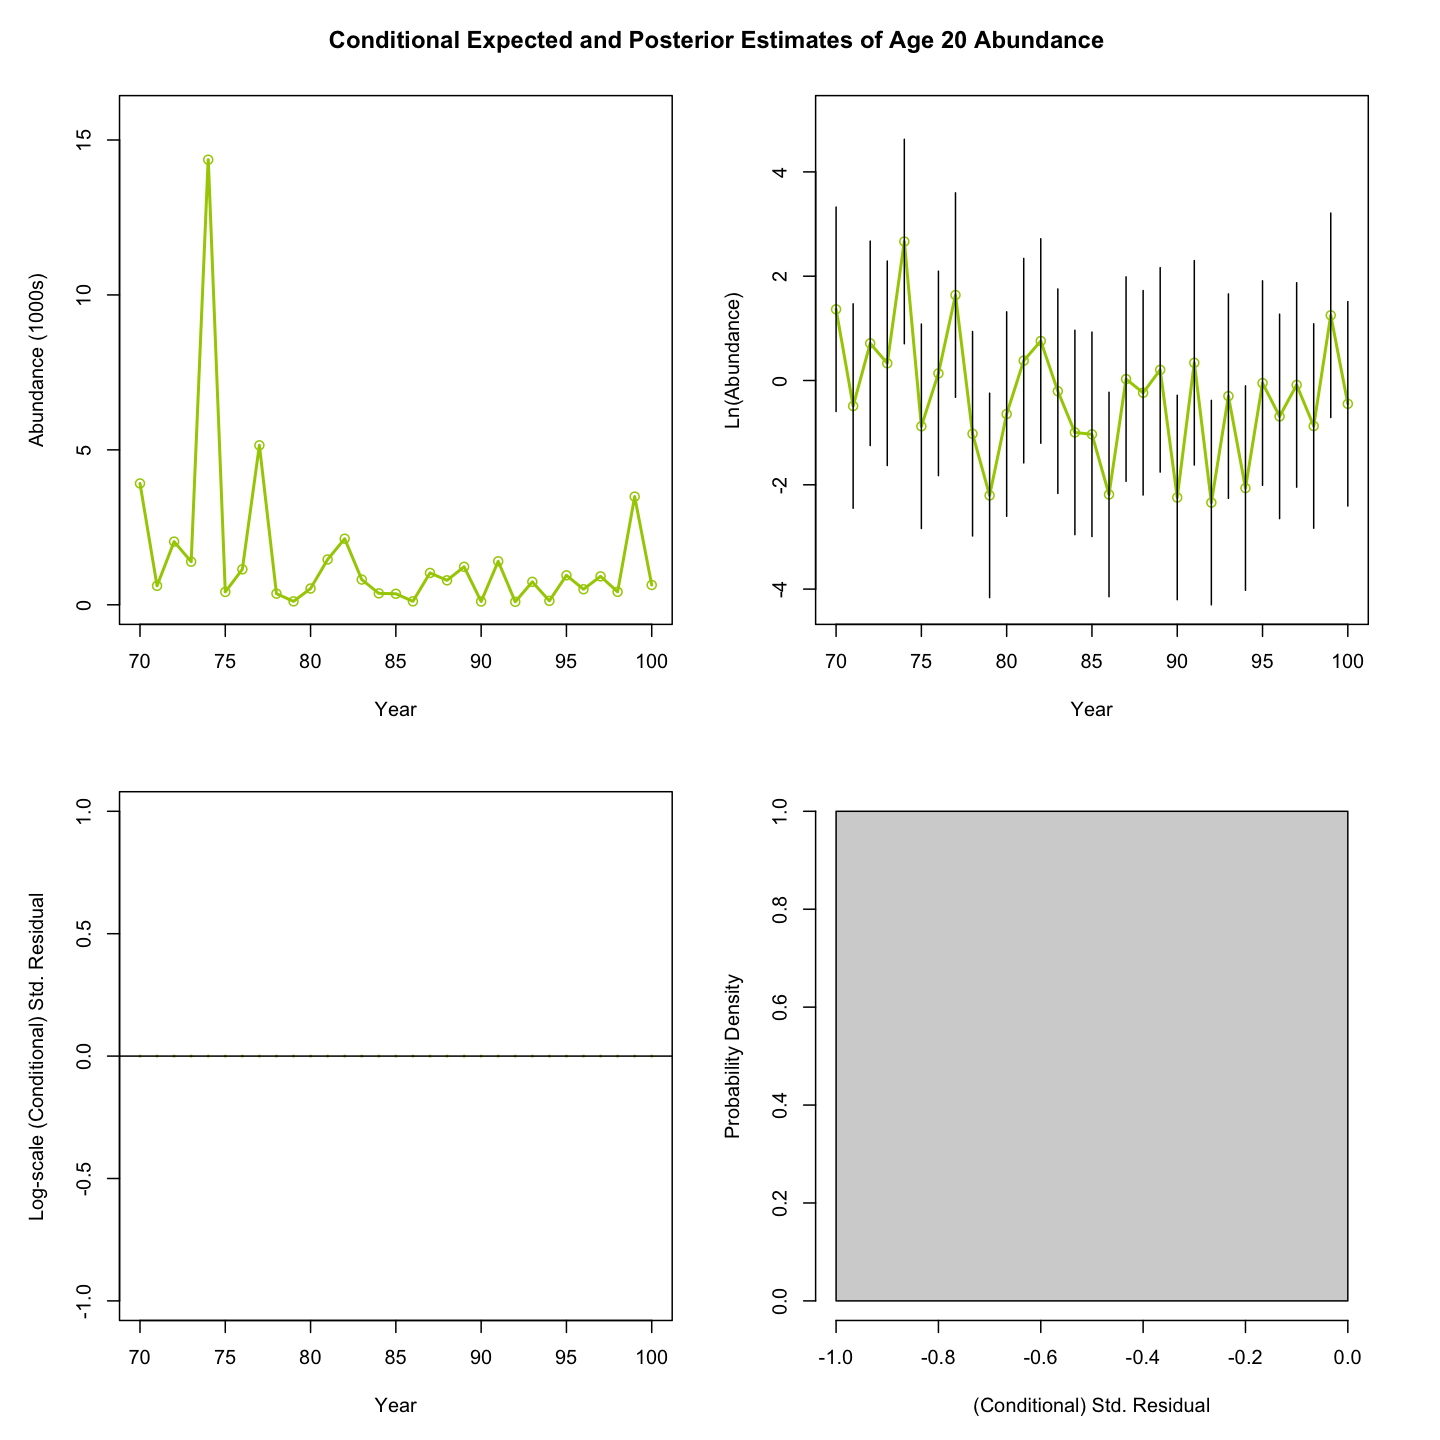 Conditional Expected and Posterior Estimates of Age 20 Abundance
Abundance (1000s)
15
10
5
0
70 75 80 85 90 95 100
Year
Ln(Abundance)
4
2
0
-2
-4
70 75 80 85 90 95 100
Year
Log-scale (Conditional) Std. Residual
1.0
0.5
0.0
-0.5
-1.0
70 75 80 85 90 95 100
Year
Probability Density
1.0
0.8
0.6
0.4
0.2
0.0
-1.0 -0.8 -0.6 -0.4 -0.2 0.0
(Conditional) Std. Residual